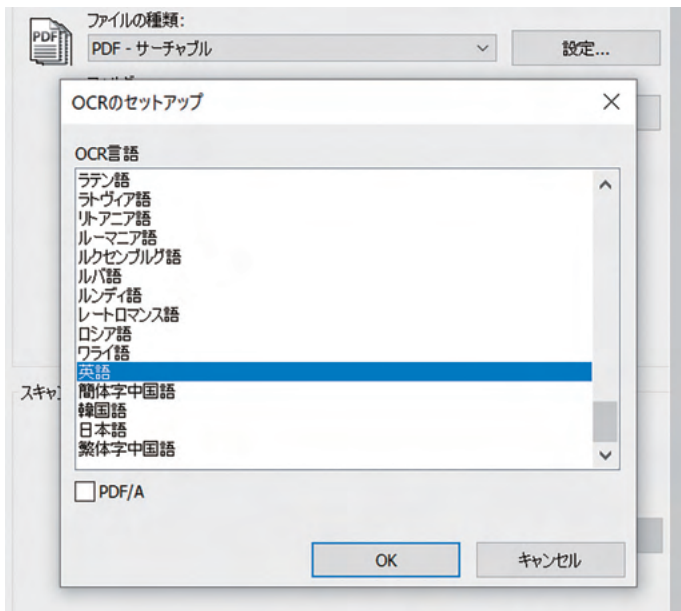 ファイルの種類:
PDF
PDF - サーチャブル
設定...
OCRのセットアップ
OCR言語
ラテン語
ラトヴィア語
リトアニア語
ルーマニア語
ルクセンブルグ語
ルバ語
ルンディ語
レートロマンス語
ロシア語
ワライ語
英語
スキャ
簡体字中国語
韓国語
日本語
繁体字中国語
PDF/A
OK
キャンセル